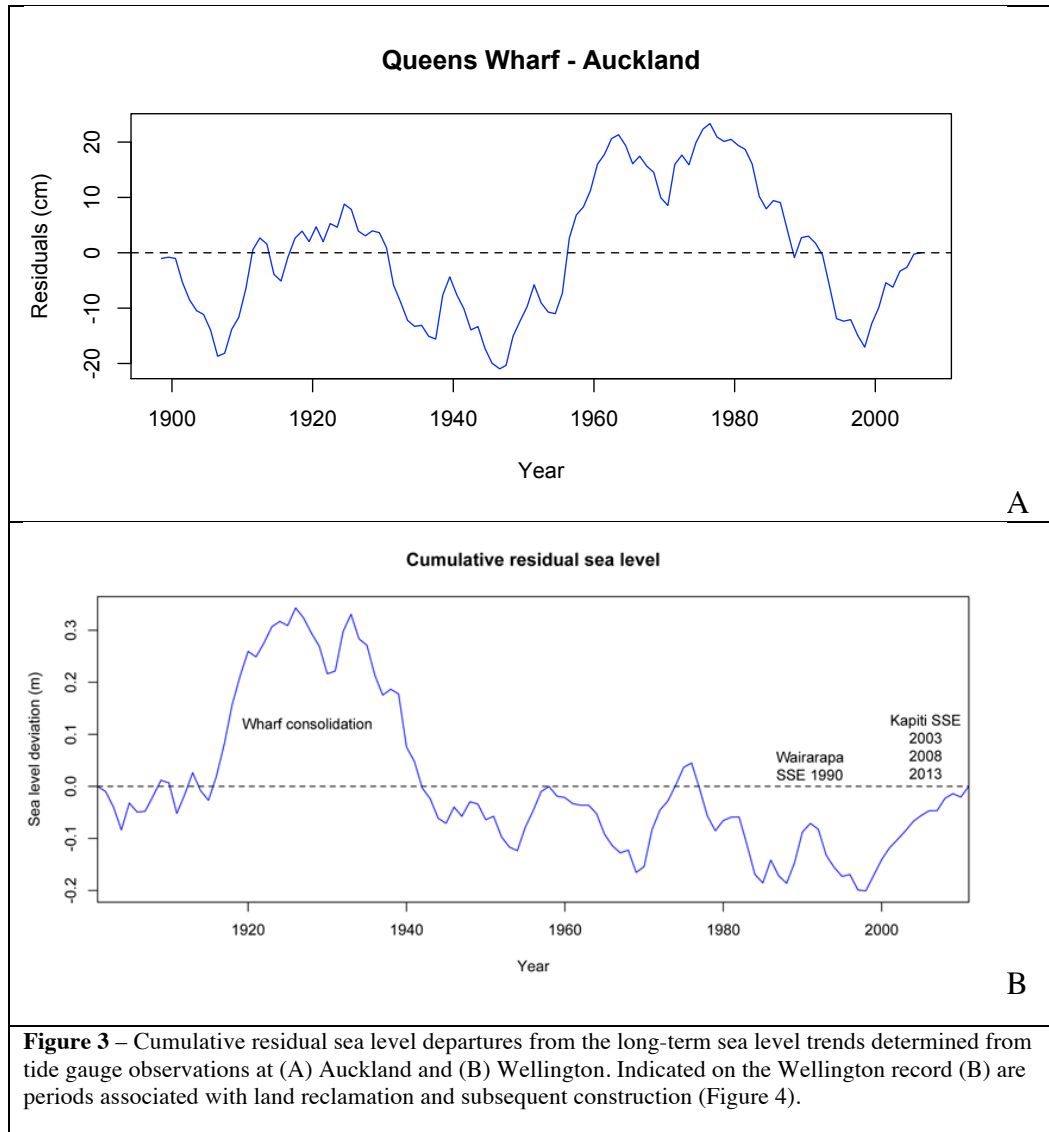 Queens Wharf - Auckland
20
10
0
-10
-20
Residuals (cm)
1900
1920
1940
1960
1980
2000
Year
A
Cumulative residual sea level
0.3
0.2
0.1
0.0
-0.1
-0.2
Sea level deviation (m)
Wharf consolidation
Wairarapa
SSE 1990
Kapiti SSE
2003
2008
2013
1920
1940
1960
1980
2000
Year
B
Figure 3 – Cumulative residual sea level departures from the long-term sea level trends determined from
tide gauge observations at (A) Auckland and (B) Wellington. Indicated on the Wellington record (B) are
periods associated with land reclamation and subsequent construction (Figure 4).